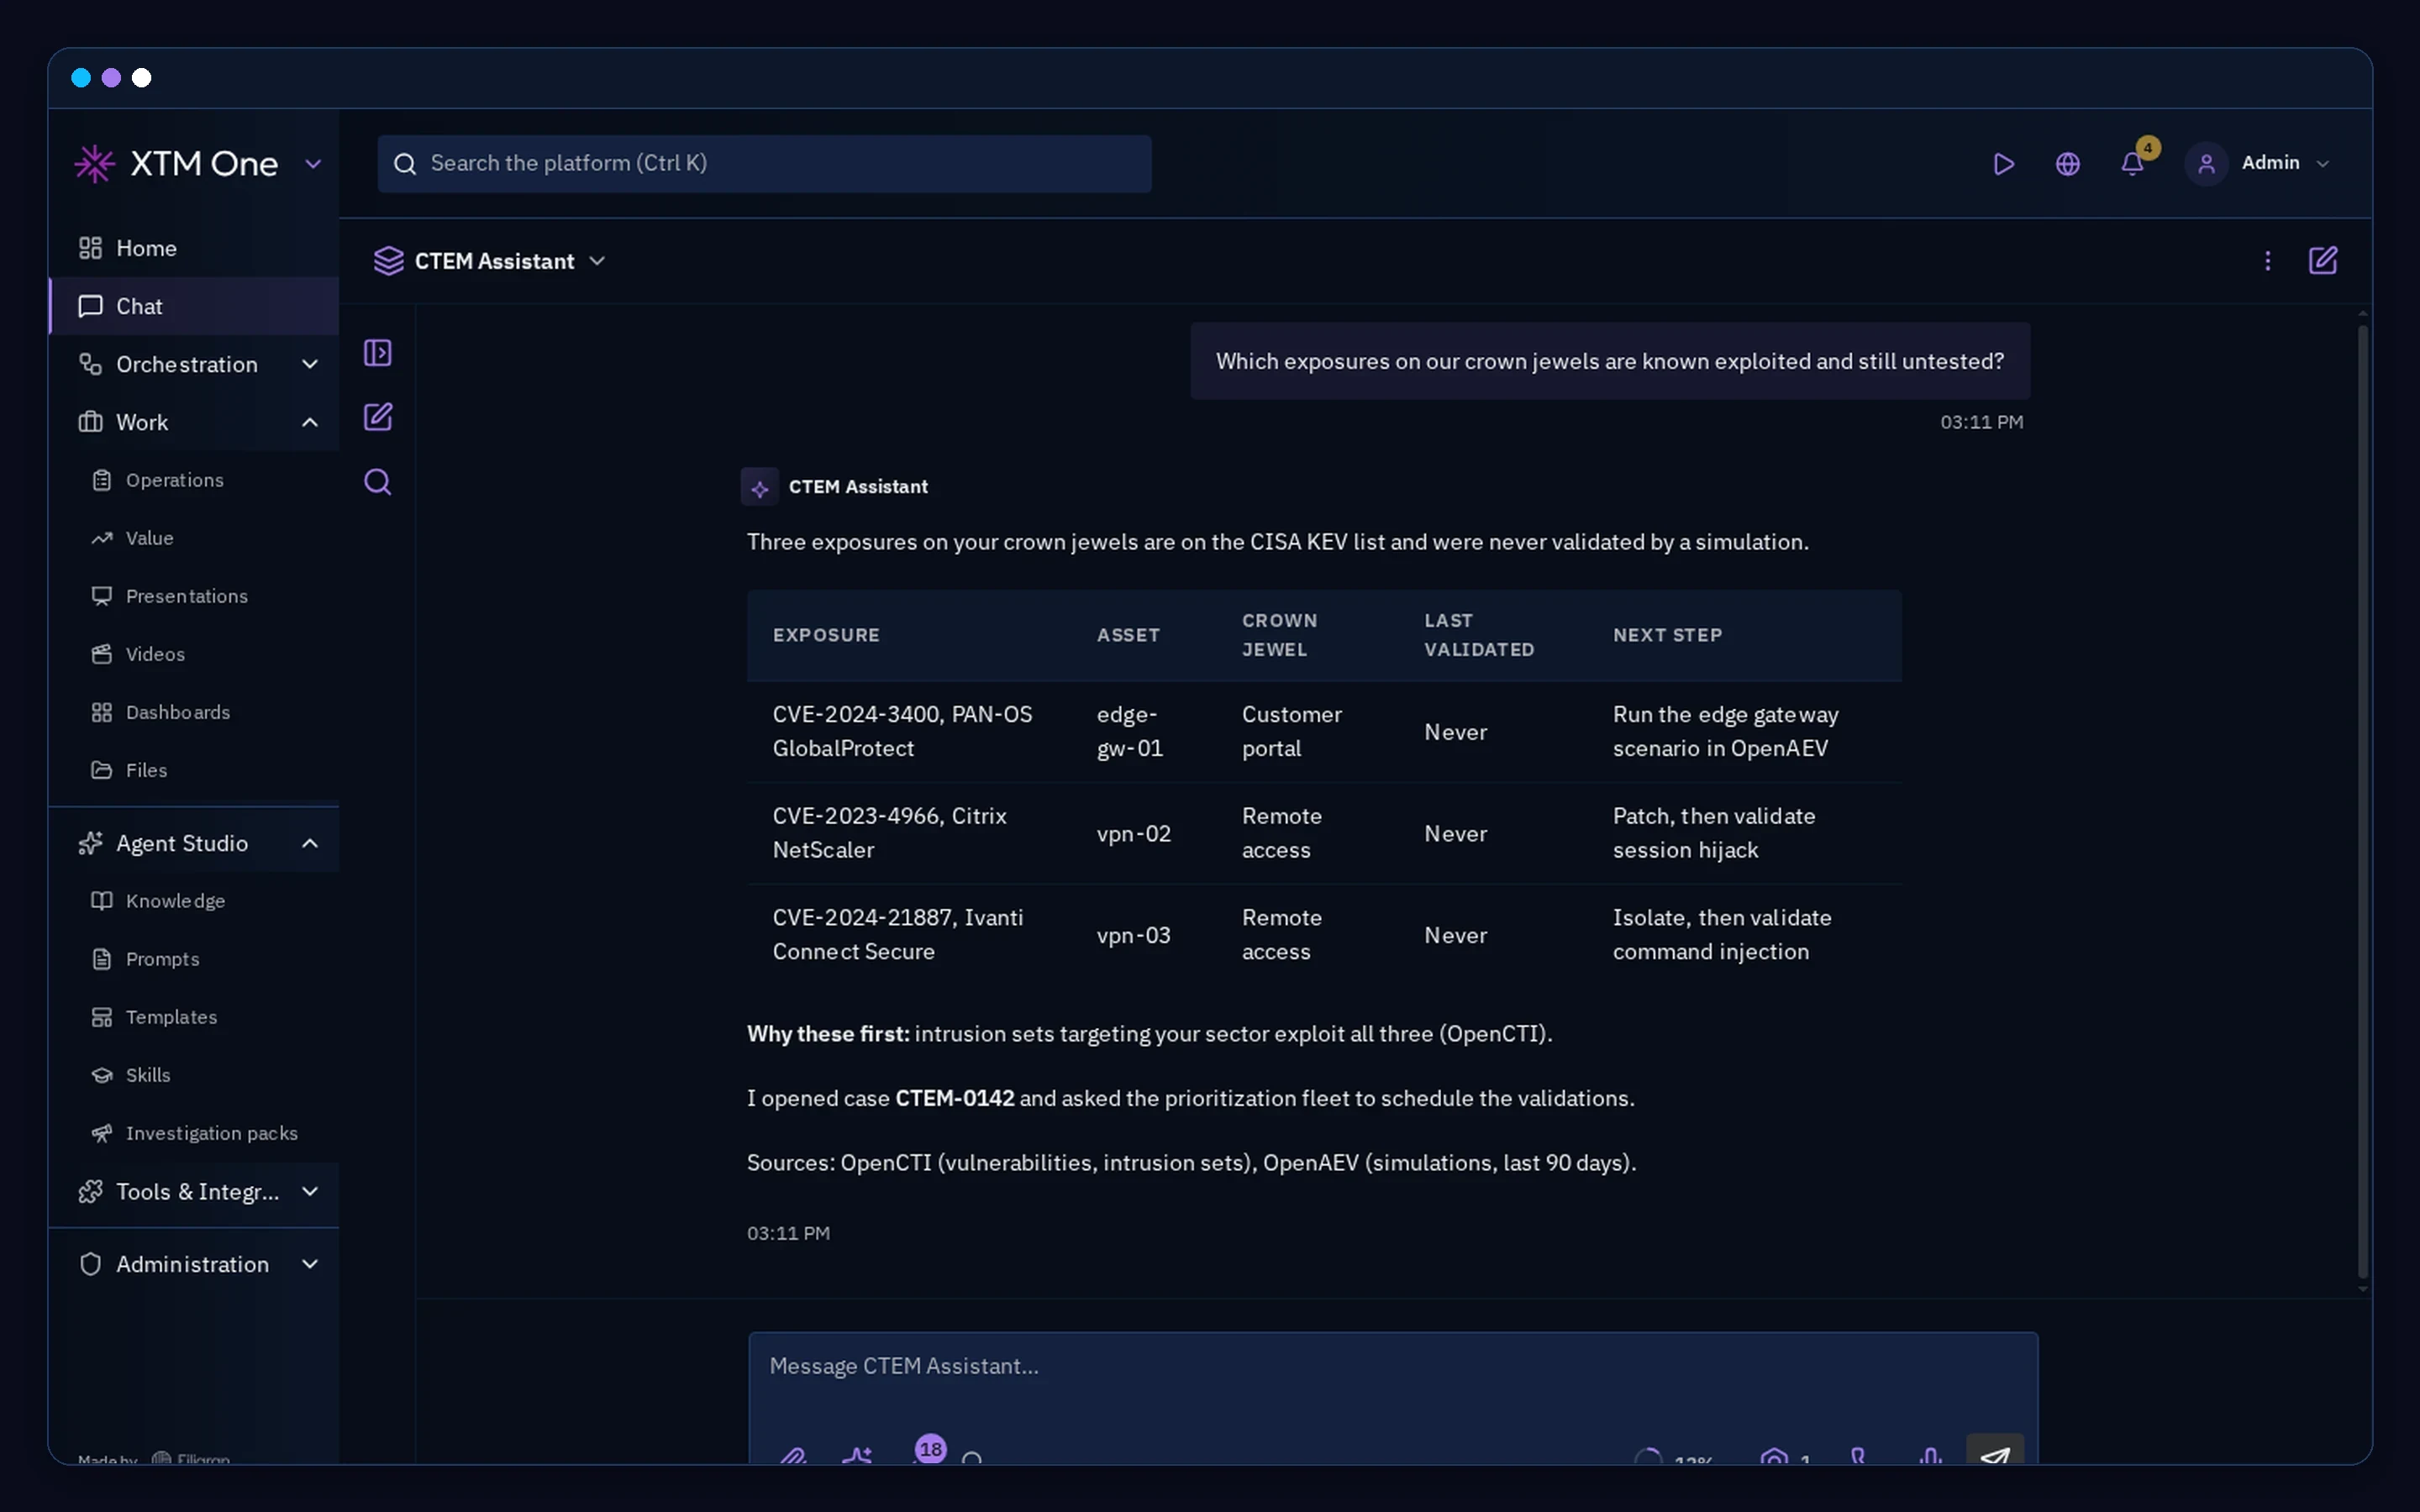 XTM One
Search the platform (Ctrl K)
4
Admin
Home
Chat
Orchestration
Work
Operations
Value
Presentations
Videos
Dashboards
Files
Agent Studio
Knowledge
Prompts
Templates
Skills
Investigation packs
Tools & Integr...
Administration
Made by Filigran
CTEM Assistant
Which exposures on our crown jewels are known exploited and still untested?
03:11 PM
CTEM Assistant
Three exposures on your crown jewels are on the CISA KEV list and were never validated by a simulation.
EXPOSURE ASSET CROWN JEWEL LAST VALIDATED NEXT STEP
CVE-2024-3400, PAN-OS GlobalProtect edge-gw-01 Customer portal Never Run the edge gateway scenario in OpenAEV
CVE-2023-4966, Citrix NetScaler vpn-02 Remote access Never Patch, then validate session hijack
CVE-2024-21887, Ivanti Connect Secure vpn-03 Remote access Never Isolate, then validate command injection
Why these first: intrusion sets targeting your sector exploit all three (OpenCTI).
I opened case CTEM-0142 and asked the prioritization fleet to schedule the validations.
Sources: OpenCTI (vulnerabilities, intrusion sets), OpenAEV (simulations, last 90 days).
03:11 PM
Message CTEM Assistant...
18
1